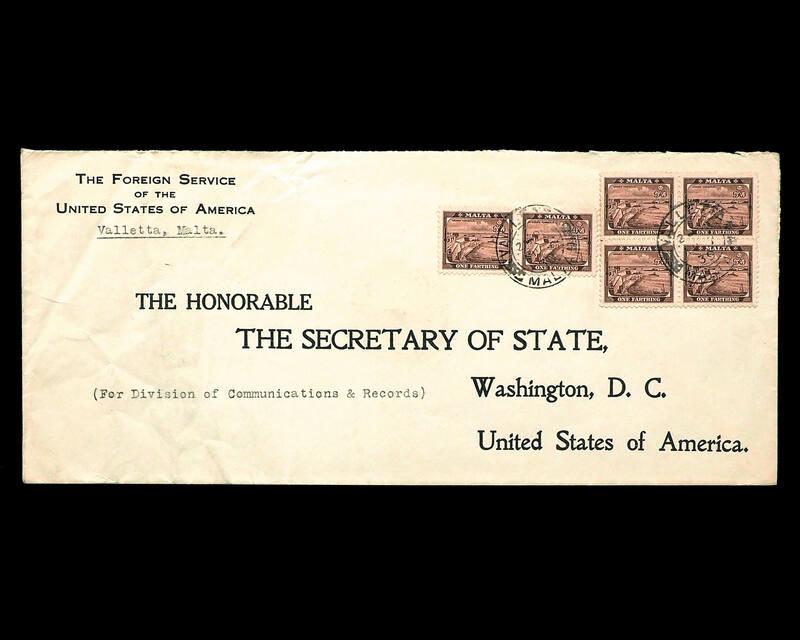 THE FOREIGN SERVICE
OF THE
UNITED STATES OF AMERICA
Valletta, Malta.
MALTA
ONE FARTHING
MALTA
ONE FARTHING
MALTA
ONE FARTHING
MALTA
ONE FARTHING
MALTA
ONE FARTHING
MALTA
ONE FARTHING
VALLETTA
MALTA
THE HONORABLE
THE SECRETARY OF STATE,
(For Division of Communications & Records)
Washington, D. C.
United States of America.